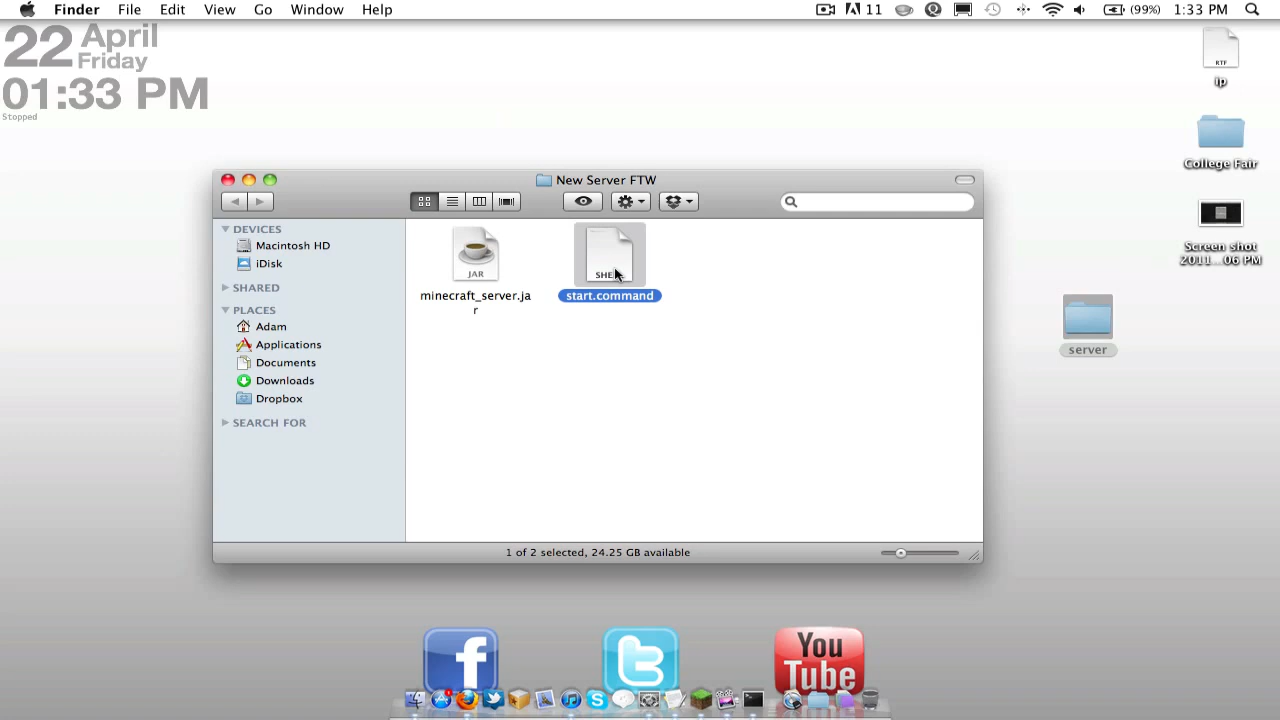 Finder File Edit View Go Window Help 11 (99%) 1:33 PM
22 April
Friday
01:33 PM
Stopped
RTF
ip
College Fair
Screen shot
2011...06 PM
server
New Server FTW
DEVICES
Macintosh HD
iDisk
SHARED
PLACES
Adam
Applications
Documents
Downloads
Dropbox
SEARCH FOR
JAR
minecraft_server.ja
r
start.command
1 of 2 selected, 24.25 GB available
f
t
You
Tube